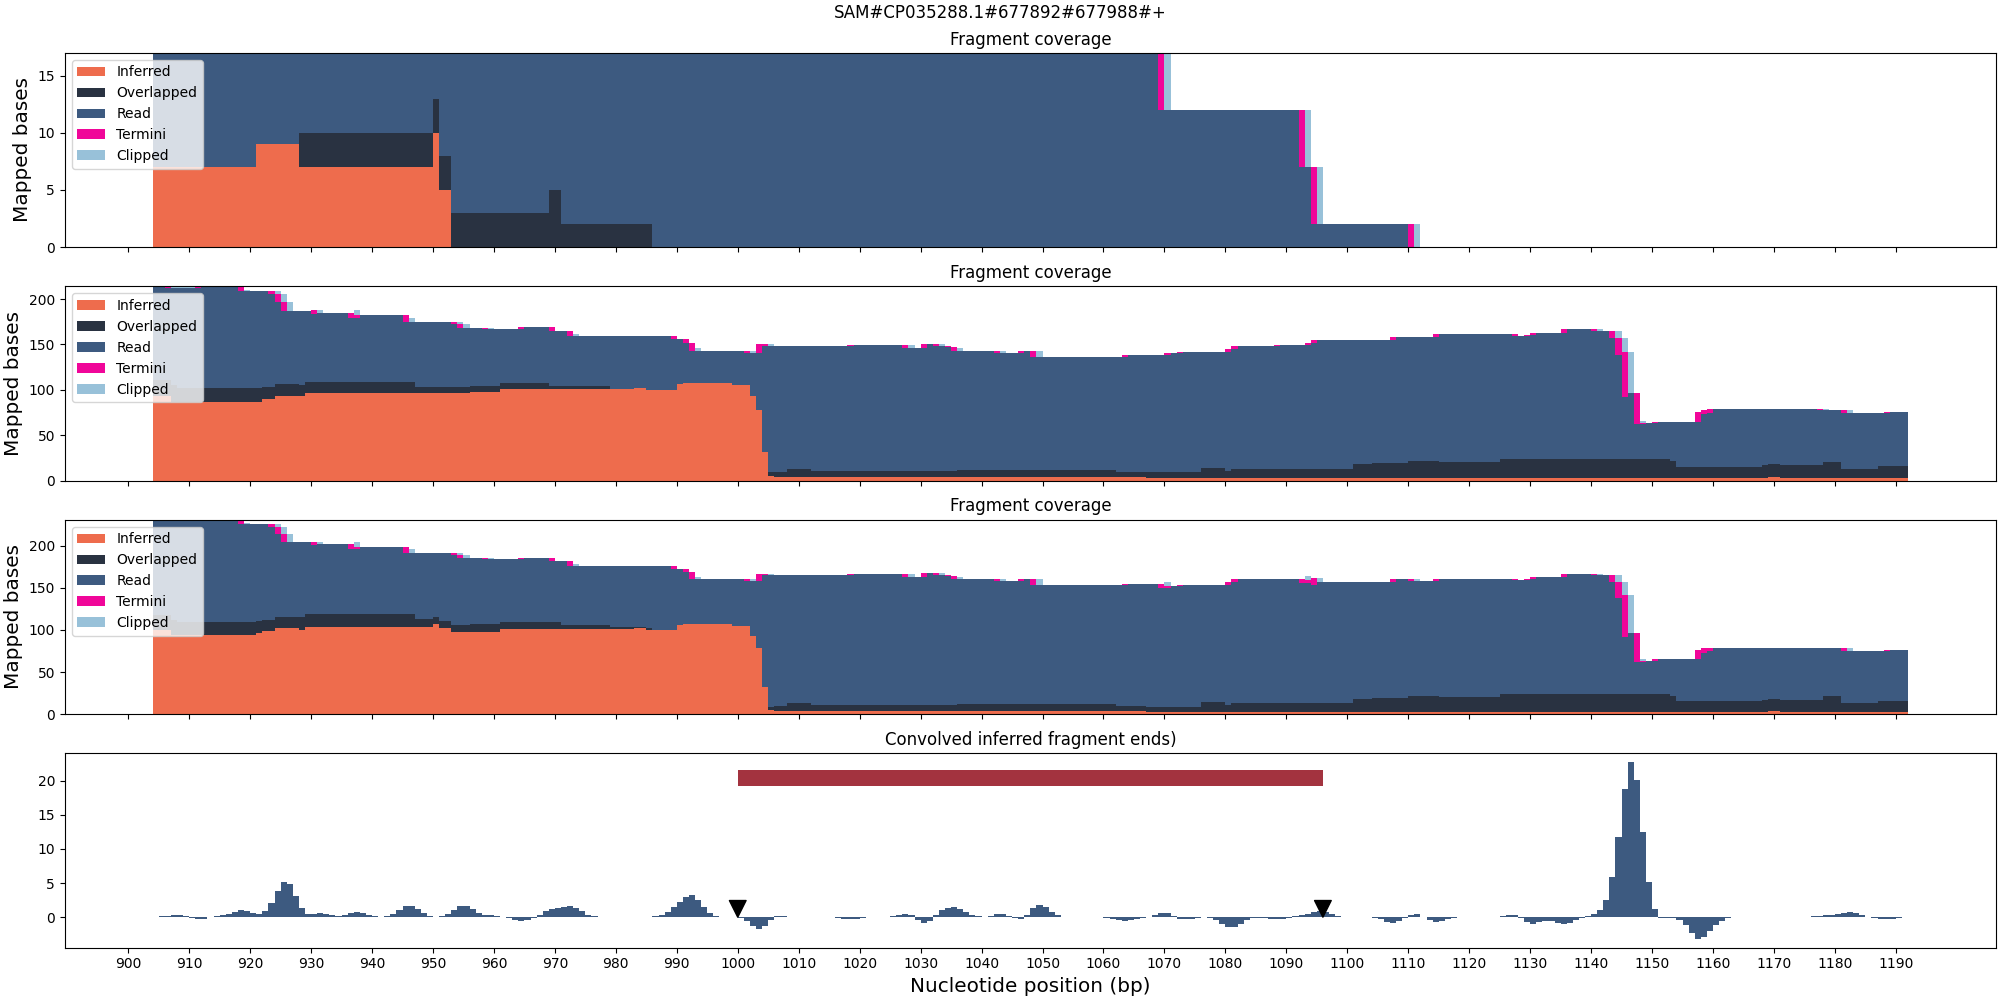 SAM#CP035288.1#677892#677988#+
Fragment coverage
Mapped bases
15
10
5
0
Inferred
Overlapped
Read
Termini
Clipped
Fragment coverage
Mapped bases
200
150
100
50
0
Inferred
Overlapped
Read
Termini
Clipped
Fragment coverage
Mapped bases
200
150
100
50
0
Inferred
Overlapped
Read
Termini
Clipped
Convolved inferred fragment ends)
20
15
10
5
0
900 910 920 930 940 950 960 970 980 990 1000 1010 1020 1030 1040 1050 1060 1070 1080 1090 1100 1110 1120 1130 1140 1150 1160 1170 1180 1190
Nucleotide position (bp)